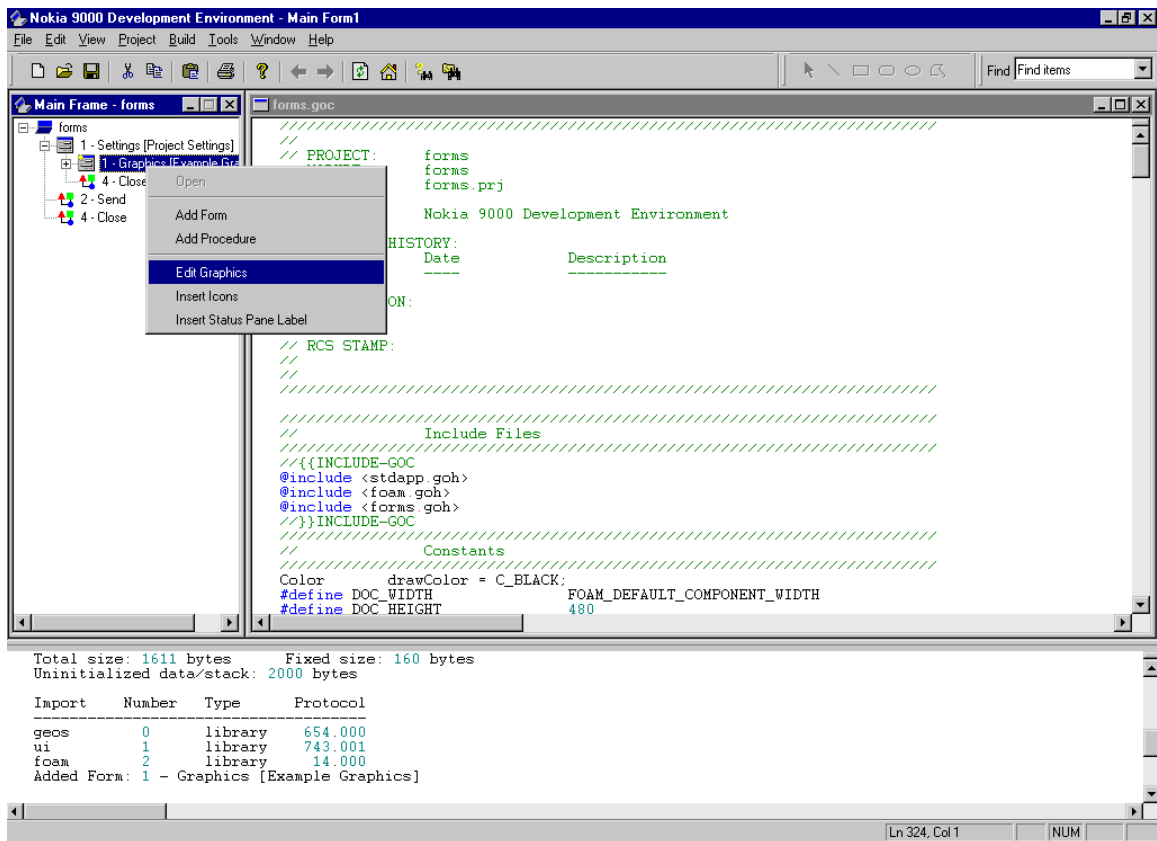 Nokia 9000 Development Environment - Main Form1
File Edit View Project Build Tools Window Help
Find Find items
Main Frame - forms
forms
1 - Settings [Project Settings]
1 - Graphics [Example Gra
4 - Close
2 - Send
4 - Close
Open
Add Form
Add Procedure
Edit Graphics
Insert Icons
Insert Status Pane Label
forms.goc
////////////////////////////////////////////////////////////////////////
//
// PROJECT: forms
forms
forms.prj
Nokia 9000 Development Environment
HISTORY:
Date Description
---- -----------
ON:
// RCS STAMP:
//
//
////////////////////////////////////////////////////////////////////////
////////////////////////////////////////////////////////////////////////
// Include Files
////////////////////////////////////////////////////////////////////////
//{{INCLUDE-GOC
@include <stdapp.goh>
@include <foam.goh>
@include <forms.goh>
//}}INCLUDE-GOC
////////////////////////////////////////////////////////////////////////
// Constants
////////////////////////////////////////////////////////////////////////
Color drawColor = C_BLACK;
#define DOC_WIDTH FOAM_DEFAULT_COMPONENT_WIDTH
#define DOC_HEIGHT 480
Total size: 1611 bytes Fixed size: 160 bytes
Uninitialized data/stack: 2000 bytes
Import Number Type Protocol
-------------------------------------
geos 0 library 654.000
ui 1 library 743.001
foam 2 library 14.000
Added Form: 1 - Graphics [Example Graphics]
Ln 324, Col 1 NUM